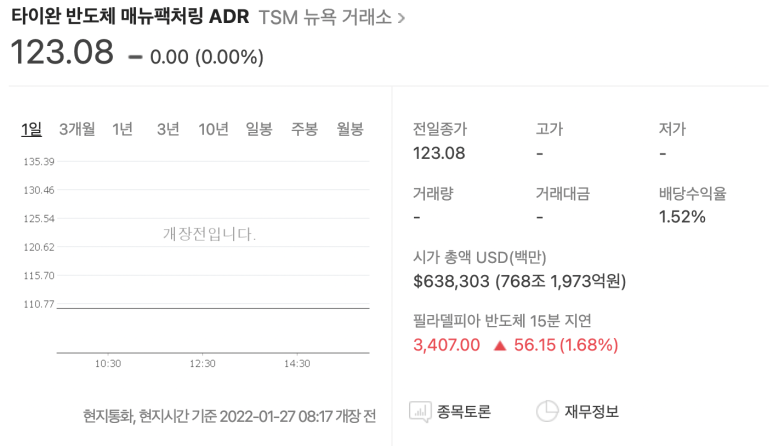 타이완 반도체 매뉴팩처링 ADR TSM 뉴욕 거래소 >
123.08 – 0.00 (0.00%)
1일 3개월 1년 3년 10년 일봉 주봉 월봉
135.39
130.46
125.54
개장전입니다.
120.62
115.70
110.77
10:30 12:30 14:30
현지통화, 현지시간 기준 2022-01-27 08:17 개장 전
전일종가 고가 저가
123.08 - -
거래량 거래대금 배당수익율
- - 1.52%
시가 총액 USD(백만)
$638,303 (768조 1,973억원)
필라델피아 반도체 15분 지연
3,407.00 ▲ 56.15 (1.68%)
종목토론 재무정보